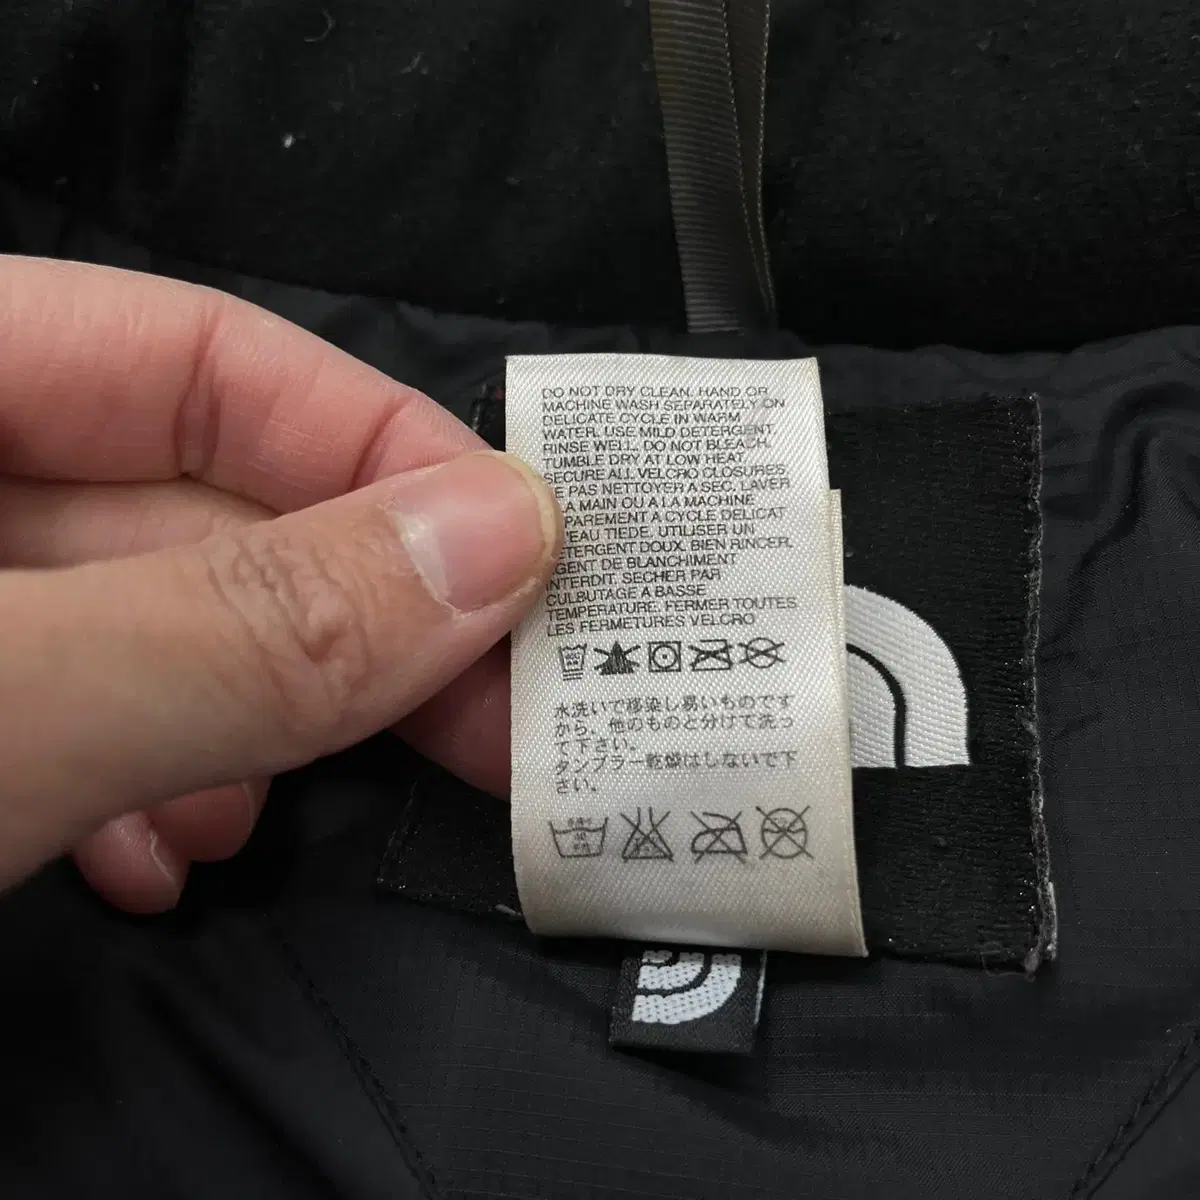 DO NOT DRY CLEAN. HAND OR
MACHINE WASH SEPARATELY ON
DELICATE CYCLE IN WARM
WATER. USE MILD DETERGENT
RINSE WELL. DO NOT BLEACH.
TUMBLE DRY AT LOW HEAT
SECURE ALL VELCRO CLOSURES
E PAS NETTOYER A SEC. LAVER
LA MAIN OU A LA MACHINE
PAREMENT A CYCLE DELICAT
'EAU TIEDE. UTILISER UN
ETERGENT DOUX. BIEN RINCER.
GENT DE BLANCHIMENT
INTERDIT. SECHER PAR
CULBUTAGE A BASSE
TEMPERATURE. FERMER TOUTES
LES FERMETURES VELCRO
水洗いで移染し易いものです
から、他のものと分けて洗っ
て下さい。
タンブラー乾燥はしないで下
さい。